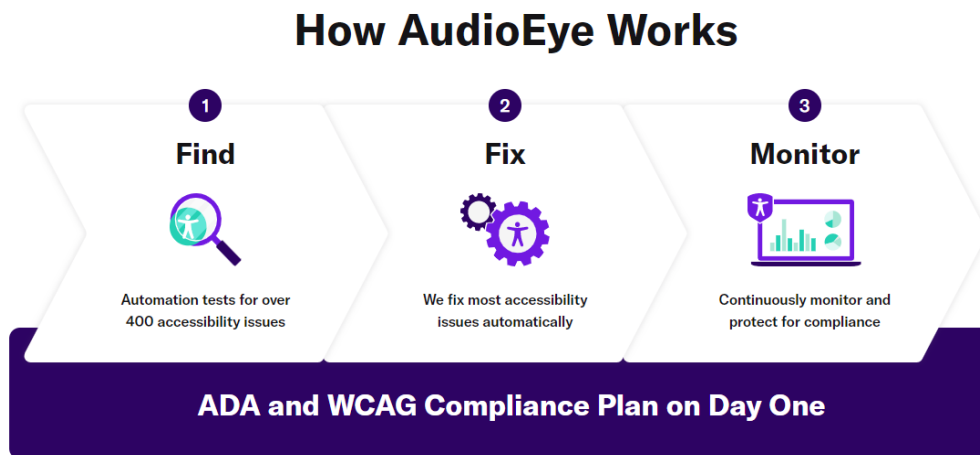 How AudioEye Works
1
Find
Automation tests for over
400 accessibility issues
2
Fix
We fix most accessibility
issues automatically
3
Monitor
Continuously monitor and
protect for compliance
ADA and WCAG Compliance Plan on Day One